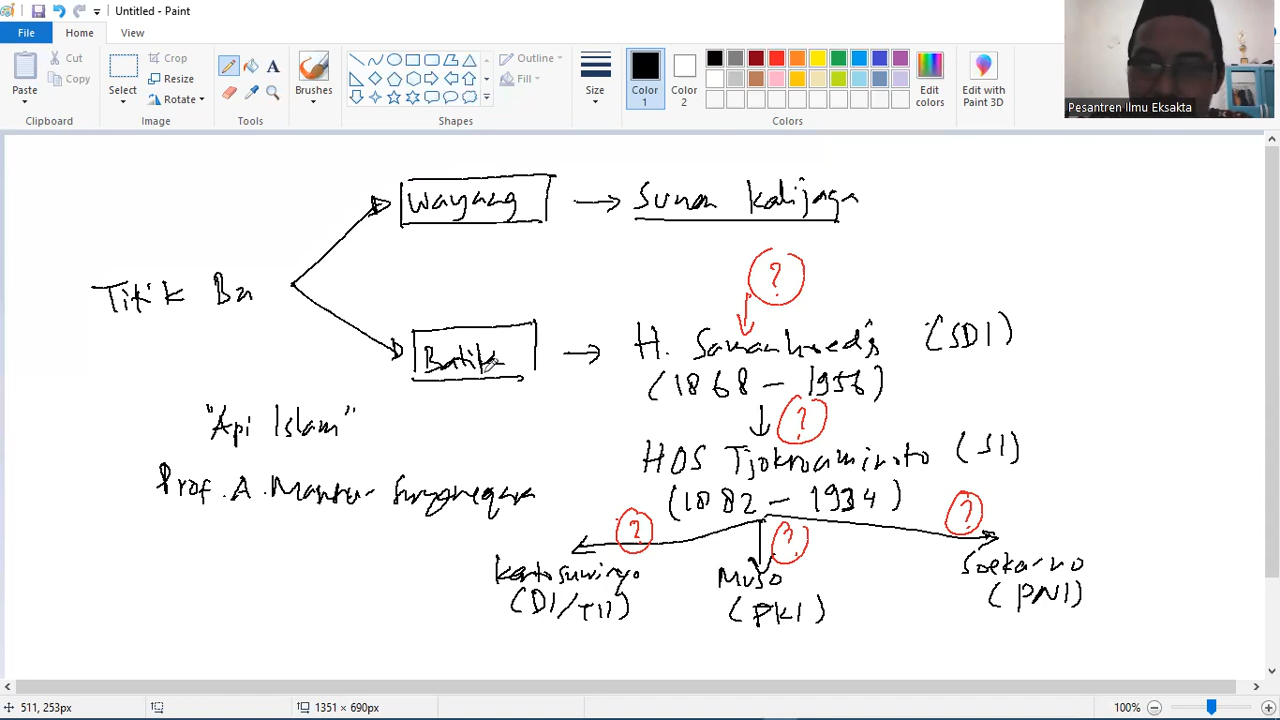 Untitled - Paint
File Home View
Paste
Cut
Copy
Clipboard
Select
Crop
Resize
Rotate
Image
Tools
Brushes
Shapes
Outline
Fill
Size
Color 1
Color 2
Colors
Edit colors
Edit with Paint 3D
Pesantren Ilmu Eksakta
Wayang → Sunan Kalijaga
?
Titik Ba
Batik → H. Samanhoedi (SDI)
(1868 - 1956)
?
"Api Islam"
HOS Tjokroaminoto (SI)
Prof. A. Mansur Suryanegara
(1882 - 1934)
? ? ?
Kartosuwiryo
(DI/TII)
Muso
(PKI)
Soekarno
(PNI)
511, 253px
1351 × 690px
100%